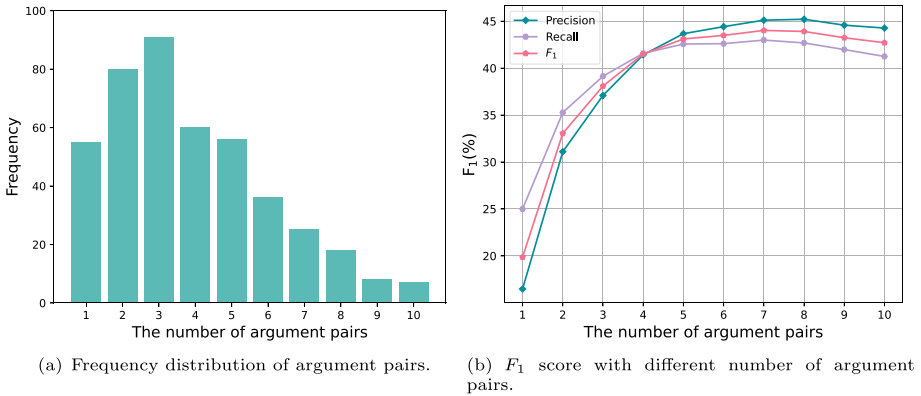 100
80
60
40
20
0
Frequency
1 2 3 4 5 6 7 8 9 10
The number of argument pairs
(a) Frequency distribution of argument pairs.
Precision
Recall
F₁
45
40
35
30
25
20
F₁(%)
1 2 3 4 5 6 7 8 9 10
The number of argument pairs
(b) F₁ score with different number of argument
pairs.